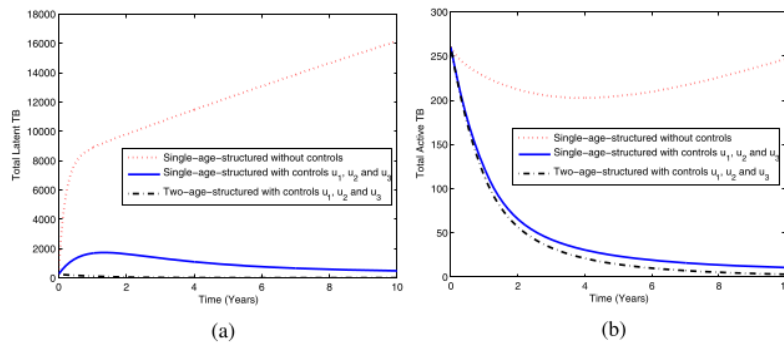 18000
16000
14000
12000
10000
8000
6000
4000
2000
0
Total Latent TB
Single-age-structured without controls
Single-age-structured with controls u1, u2 and u3
Two-age-structured with controls u1, u2 and u3
0 2 4 6 8 10
Time (Years)
(a)
300
250
200
150
100
50
0
Total Active TB
Single-age-structured without controls
Single-age-structured with controls u1, u2 and u3
Two-age-structured with controls u1, u2 and u3
0 2 4 6 8 10
Time (Years)
(b)